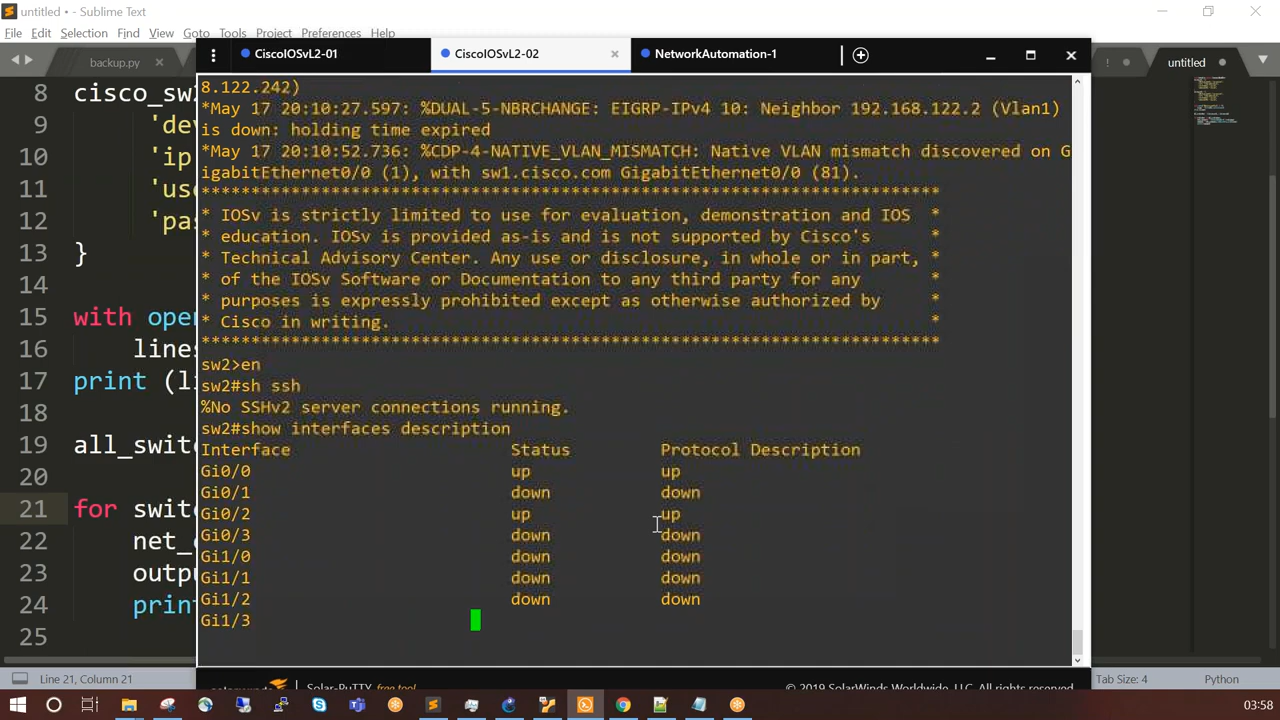 untitled • - Sublime Text
File Edit Selection Find View Goto Tools Project Preferences Help
CiscoIOSvL2-01 CiscoIOSvL2-02 × NetworkAutomation-1
backup.py ×
! untitled
8 cisco_sw
9
10 'ip
11
12
13 }
14
15 with
16
17 print
18
19
20
21 for
22
23
24
25
8.122.242)
*May 17 20:10:27.597: %DUAL-5-NBRCHANGE: EIGRP-IPv4 10: Neighbor 192.168.122.2 (Vlan1)
is down: holding time expired
*May 17 20:10:52.736: %CDP-4-NATIVE_VLAN_MISMATCH: Native VLAN mismatch discovered on G
igabitEthernet0/0 (1), with sw1.cisco.com GigabitEthernet0/0 (81).
**************************************************************************
* IOSv is strictly limited to use for evaluation, demonstration and IOS *
* education. IOSv is provided as-is and is not supported by Cisco's *
* Technical Advisory Center. Any use or disclosure, in whole or in part, *
* of the IOSv Software or Documentation to any third party for any *
* purposes is expressly prohibited except as otherwise authorized by *
* Cisco in writing. *
**************************************************************************
sw2>en
sw2#sh ssh
%No SSHv2 server connections running.
sw2#show interfaces description
Interface Status Protocol Description
Gi0/0 up up
Gi0/1 down down
Gi0/2 up up
Gi0/3 down down
Gi1/0 down down
Gi1/1 down down
Gi1/2 down down
Gi1/3
Solar-PuTTY free tool
© 2019 SolarWinds Worldwide, LLC. All rights reserved.
Line 21, Column 21
Tab Size: 4 Python
03:58